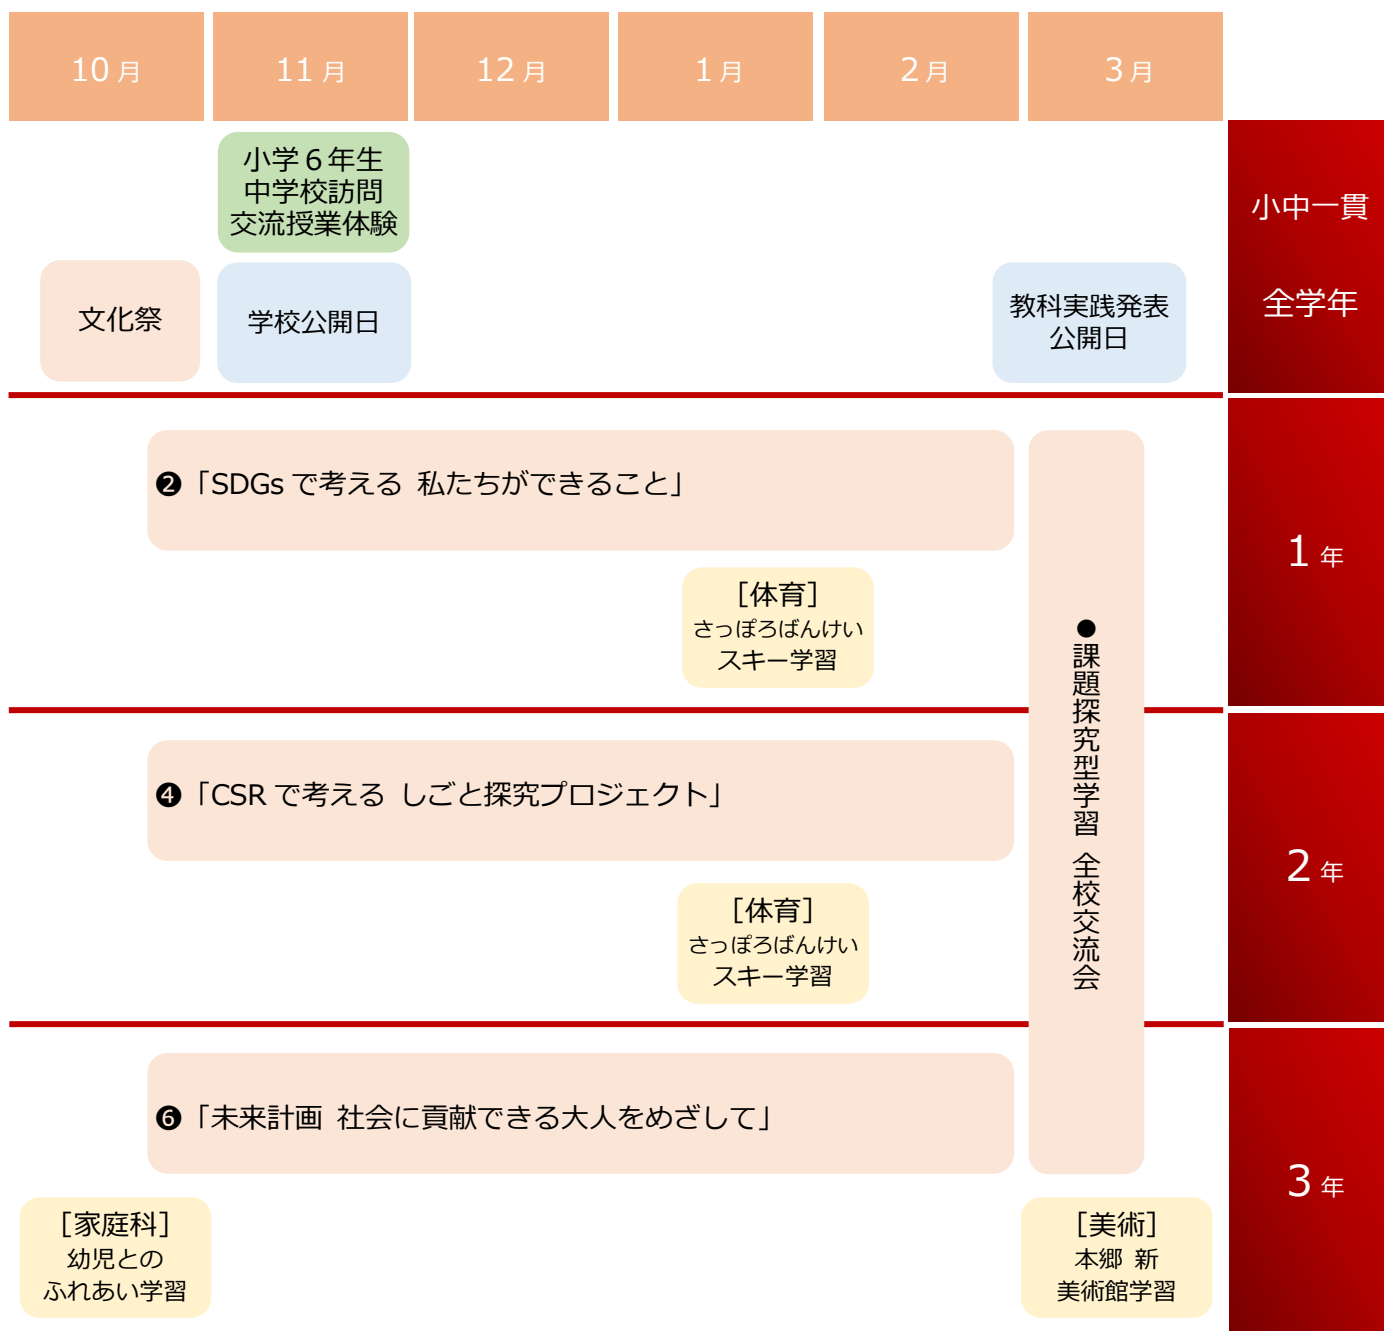 10月
11月
12月
1月
2月
3月
小学6年生
中学校訪問
交流授業体験
小中一貫
全学年
文化祭
学校公開日
教科実践発表
公開日
❷「SDGsで考える 私たちができること」
[体育]
さっぽろばんけい
スキー学習
1年
●課題探究型学習 全校交流会
❹「CSRで考える しごと探究プロジェクト」
[体育]
さっぽろばんけい
スキー学習
2年
❻「未来計画 社会に貢献できる大人をめざして」
3年
[家庭科]
幼児との
ふれあい学習
[美術]
本郷 新
美術館学習